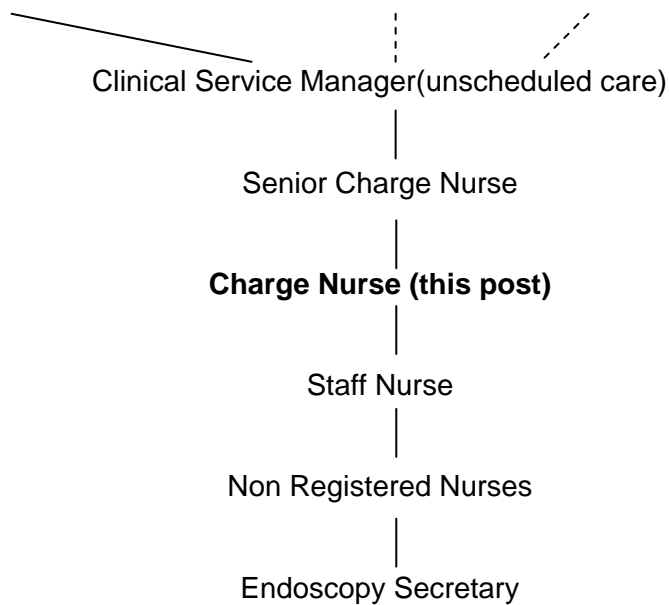 Clinical Service Manager(unscheduled care)
Senior Charge Nurse
Charge Nurse (this post)
Staff Nurse
Non Registered Nurses
Endoscopy Secretary